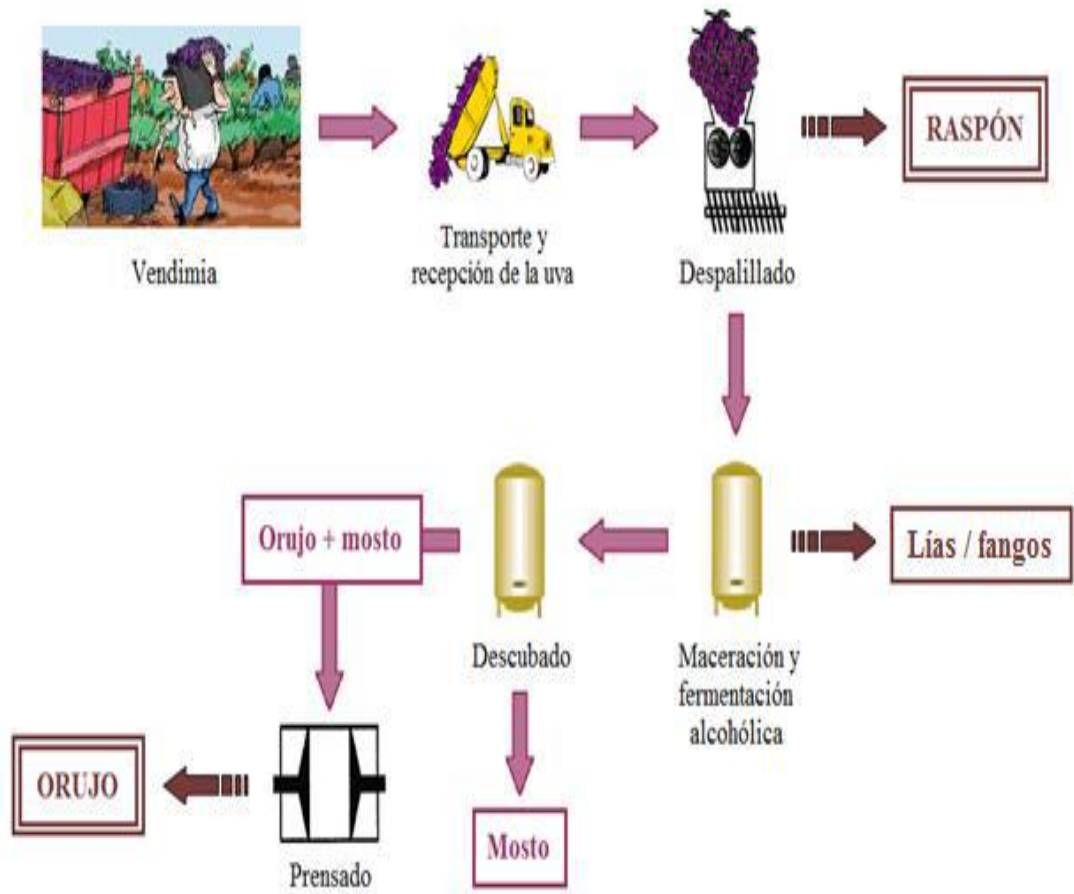 Vendimia
Transporte y
recepción de la uva
Despalillado
RASPÓN
Orujo + mosto
Descubado
Maceración y
fermentación
alcohólica
Lías / fangos
ORUJO
Prensado
Mosto